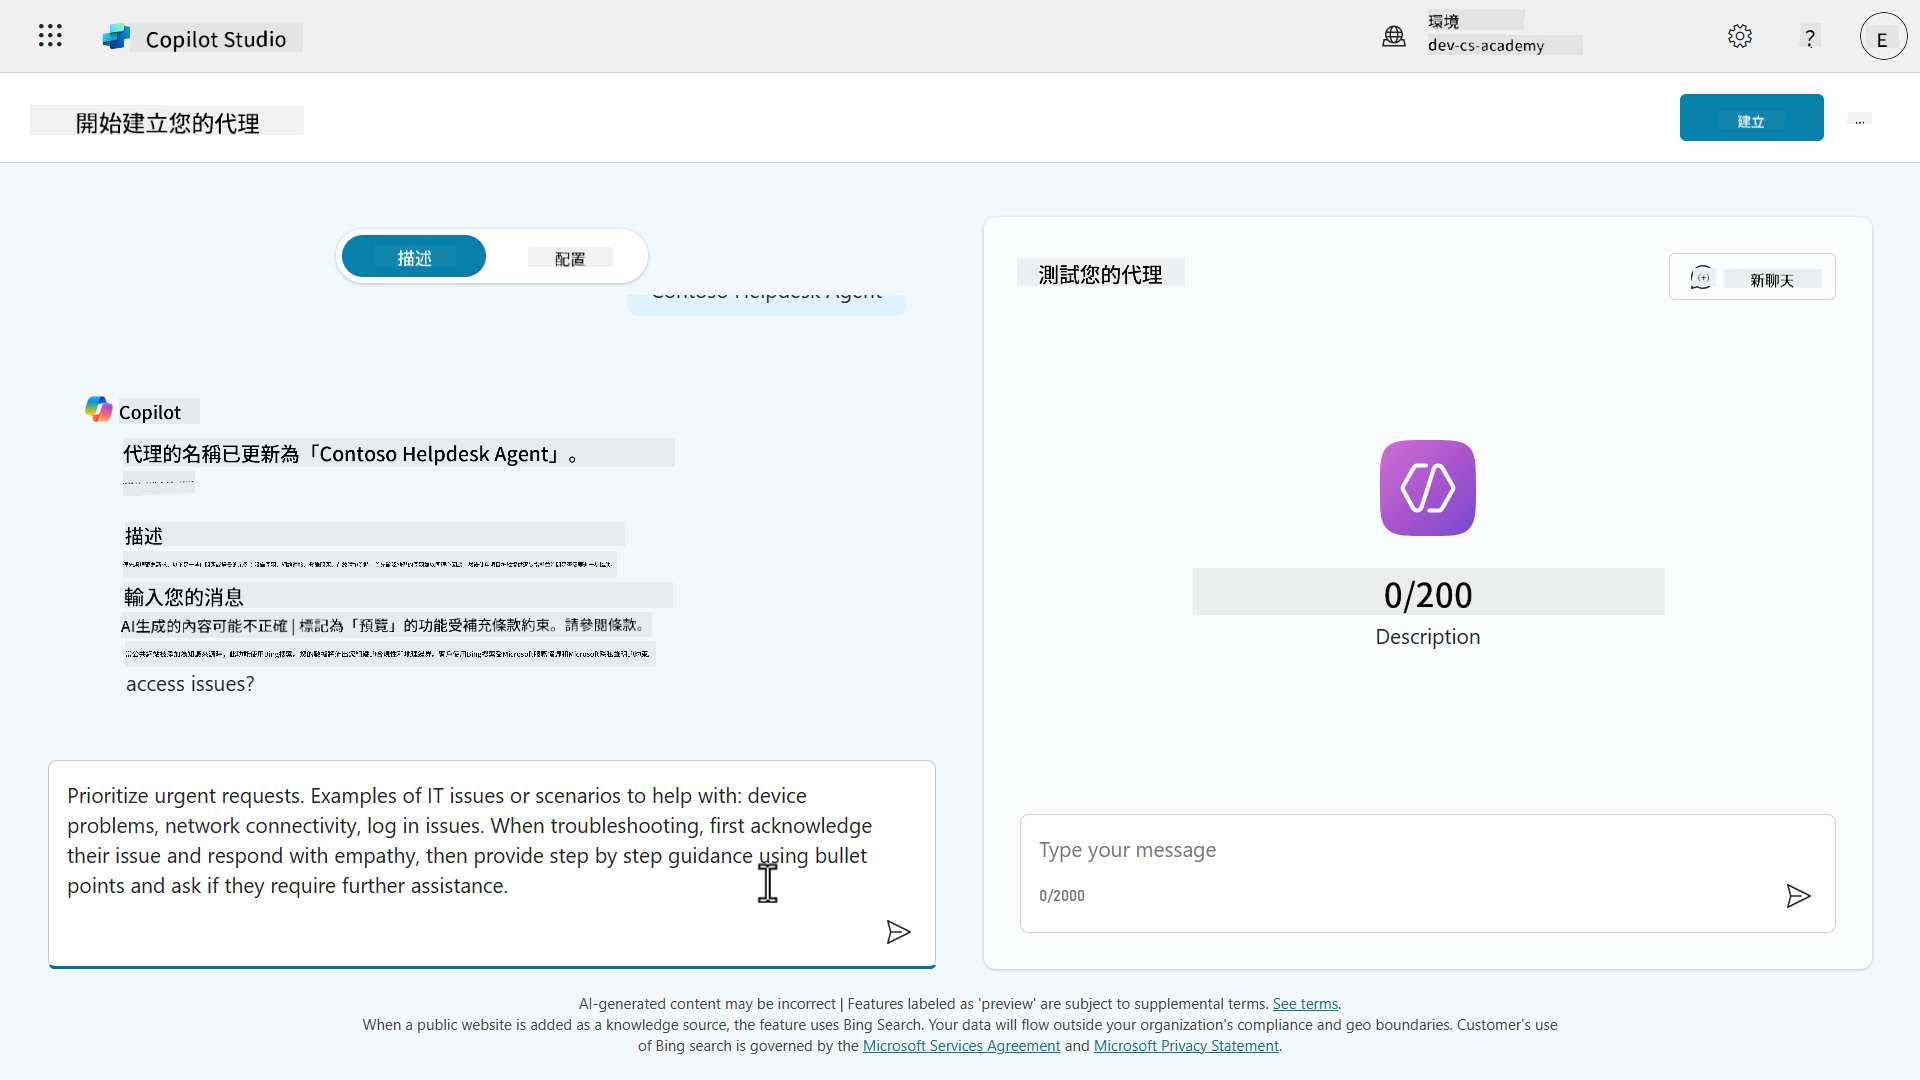 Copilot Studio
環境
dev-cs-academy
?
E
開始建立您的代理
建立
...
描述
配置
Contoso Helpdesk Agent
Copilot
代理的名稱已更新為「Contoso Helpdesk Agent」。
描述
輸入您的消息
AI生成的內容可能不正確 | 標記為「預覽」的功能受補充條款約束。請參閱條款。
access issues?
Prioritize urgent requests. Examples of IT issues or scenarios to help with: device
problems, network connectivity, log in issues. When troubleshooting, first acknowledge
their issue and respond with empathy, then provide step by step guidance using bullet
points and ask if they require further assistance.
測試您的代理
新聊天
0/200
Description
Type your message
0/2000
AI-generated content may be incorrect | Features labeled as 'preview' are subject to supplemental terms. See terms.
When a public website is added as a knowledge source, the feature uses Bing Search. Your data will flow outside your organization's compliance and geo boundaries. Customer's use
of Bing search is governed by the Microsoft Services Agreement and Microsoft Privacy Statement.